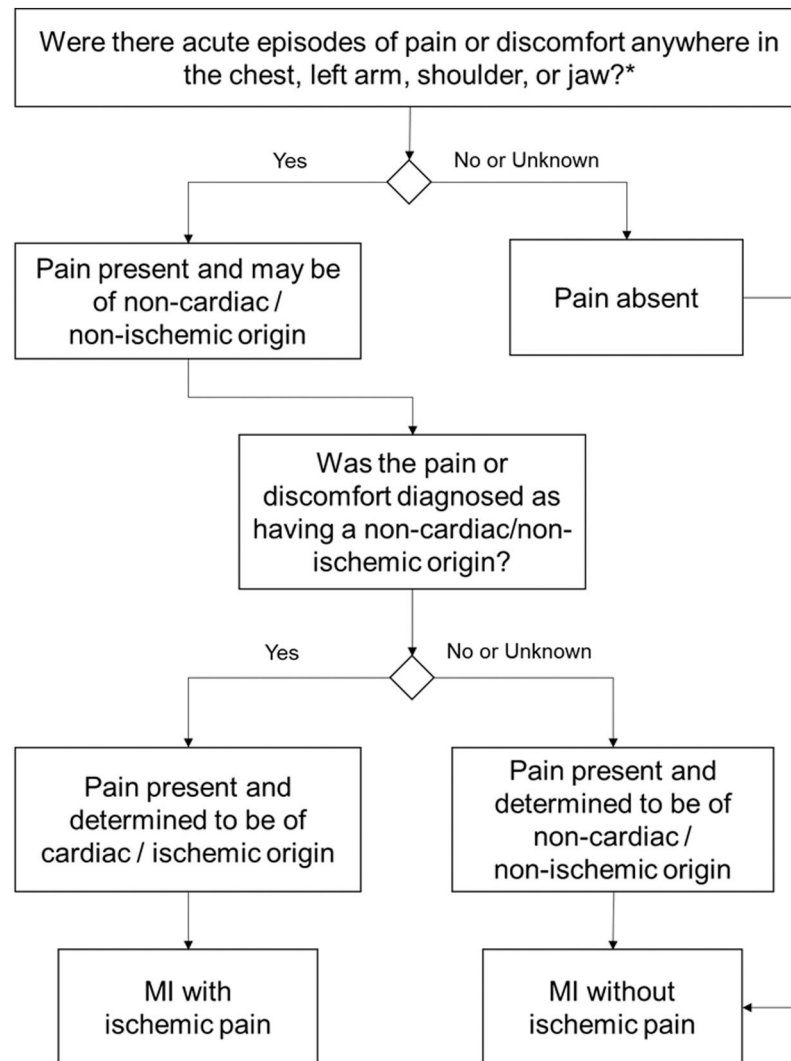 Were there acute episodes of pain or discomfort anywhere in
the chest, left arm, shoulder, or jaw?*
Yes
No or Unknown
Pain present and may be
of non-cardiac /
non-ischemic origin
Pain absent
Was the pain or
discomfort diagnosed as
having a non-cardiac/non-
ischemic origin?
Yes
No or Unknown
Pain present and
determined to be of
cardiac / ischemic origin
Pain present and
determined to be of
non-cardiac /
non-ischemic origin
MI with
ischemic pain
MI without
ischemic pain